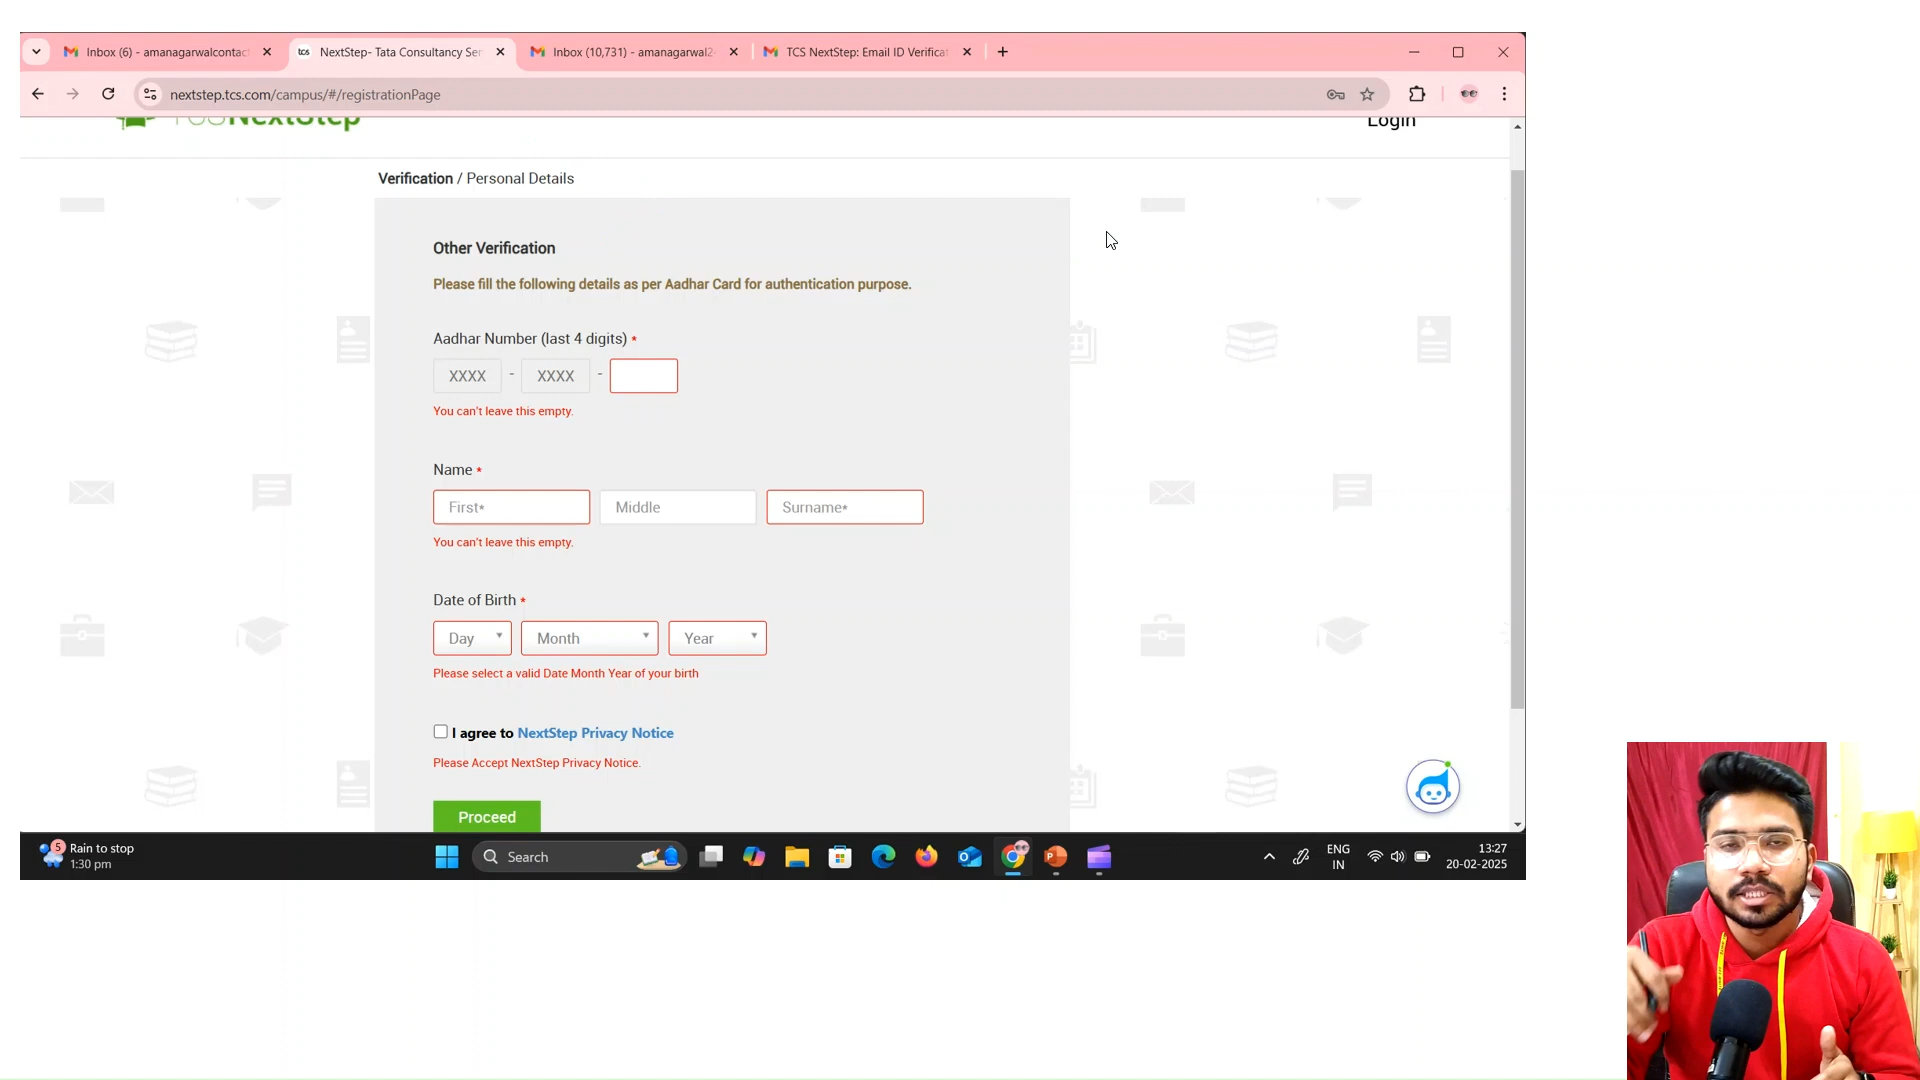 Inbox (6) - amanagarwalcontac
NextStep- Tata Consultancy Ser
Inbox (10,731) - amanagarwal2
TCS NextStep: Email ID Verifica
nextstep.tcs.com/campus/#/registrationPage
TCS NextStep
Login
Verification / Personal Details
Other Verification
Please fill the following details as per Aadhar Card for authentication purpose.
Aadhar Number (last 4 digits) *
XXXX - XXXX -
You can't leave this empty.
Name *
First* Middle Surname*
You can't leave this empty.
Date of Birth *
Day Month Year
Please select a valid Date Month Year of your birth
I agree to NextStep Privacy Notice
Please Accept NextStep Privacy Notice.
Proceed
5 Rain to stop
1:30 pm
Search
ENG
IN
13:27
20-02-2025